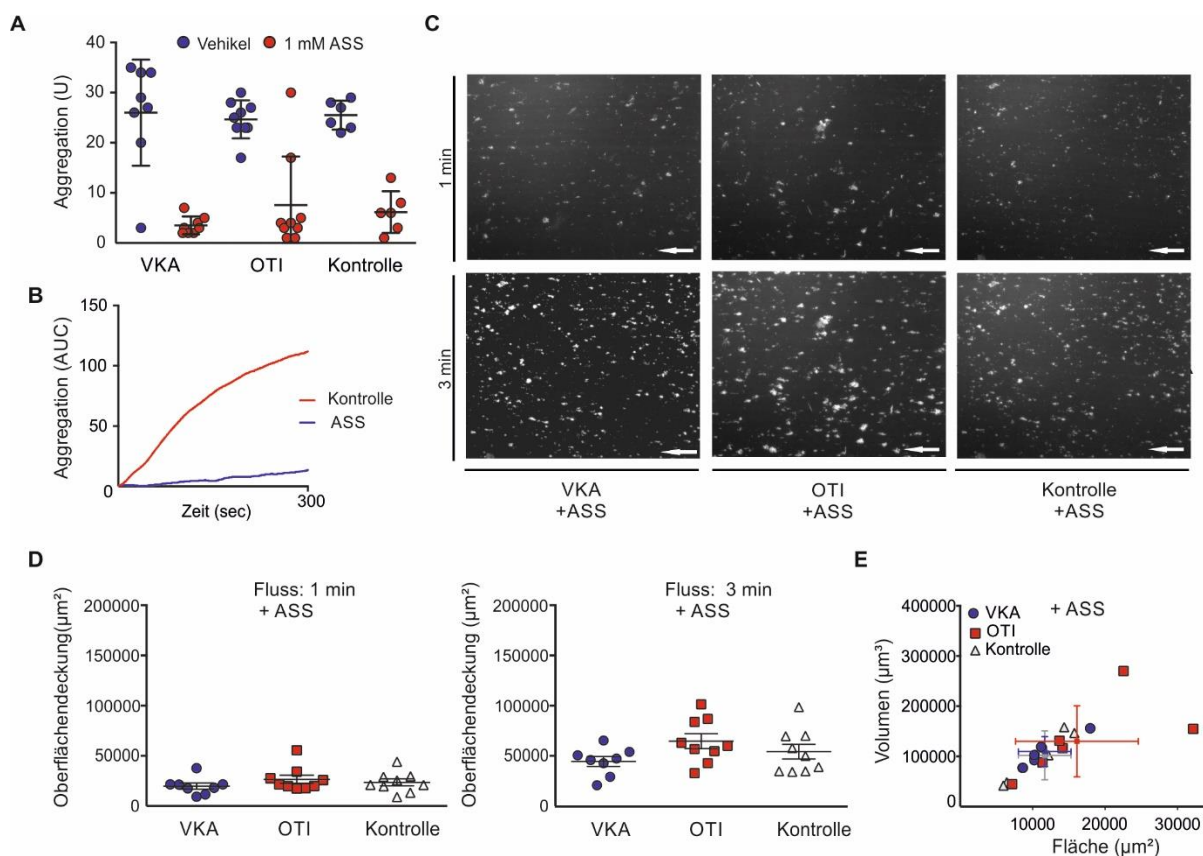 A
Vehikel 1 mM ASS
Aggregation (U)
40
30
20
10
0
VKA OTI Kontrolle
B
Aggregation (AUC)
150
100
50
0
Kontrolle
ASS
0 300
Zeit (sec)
C
1 min
3 min
VKA
+ASS
OTI
+ASS
Kontrolle
+ASS
D
Oberflächendeckung(µm²)
Fluss: 1 min
+ ASS
200000
150000
100000
50000
0
VKA OTI Kontrolle
Oberflächendeckung (µm²)
Fluss: 3 min
+ ASS
200000
150000
100000
50000
0
VKA OTI Kontrolle
E
Volumen (µm³)
400000
300000
200000
100000
0
VKA
OTI
Kontrolle
+ ASS
10000 20000 30000
Fläche (µm²)